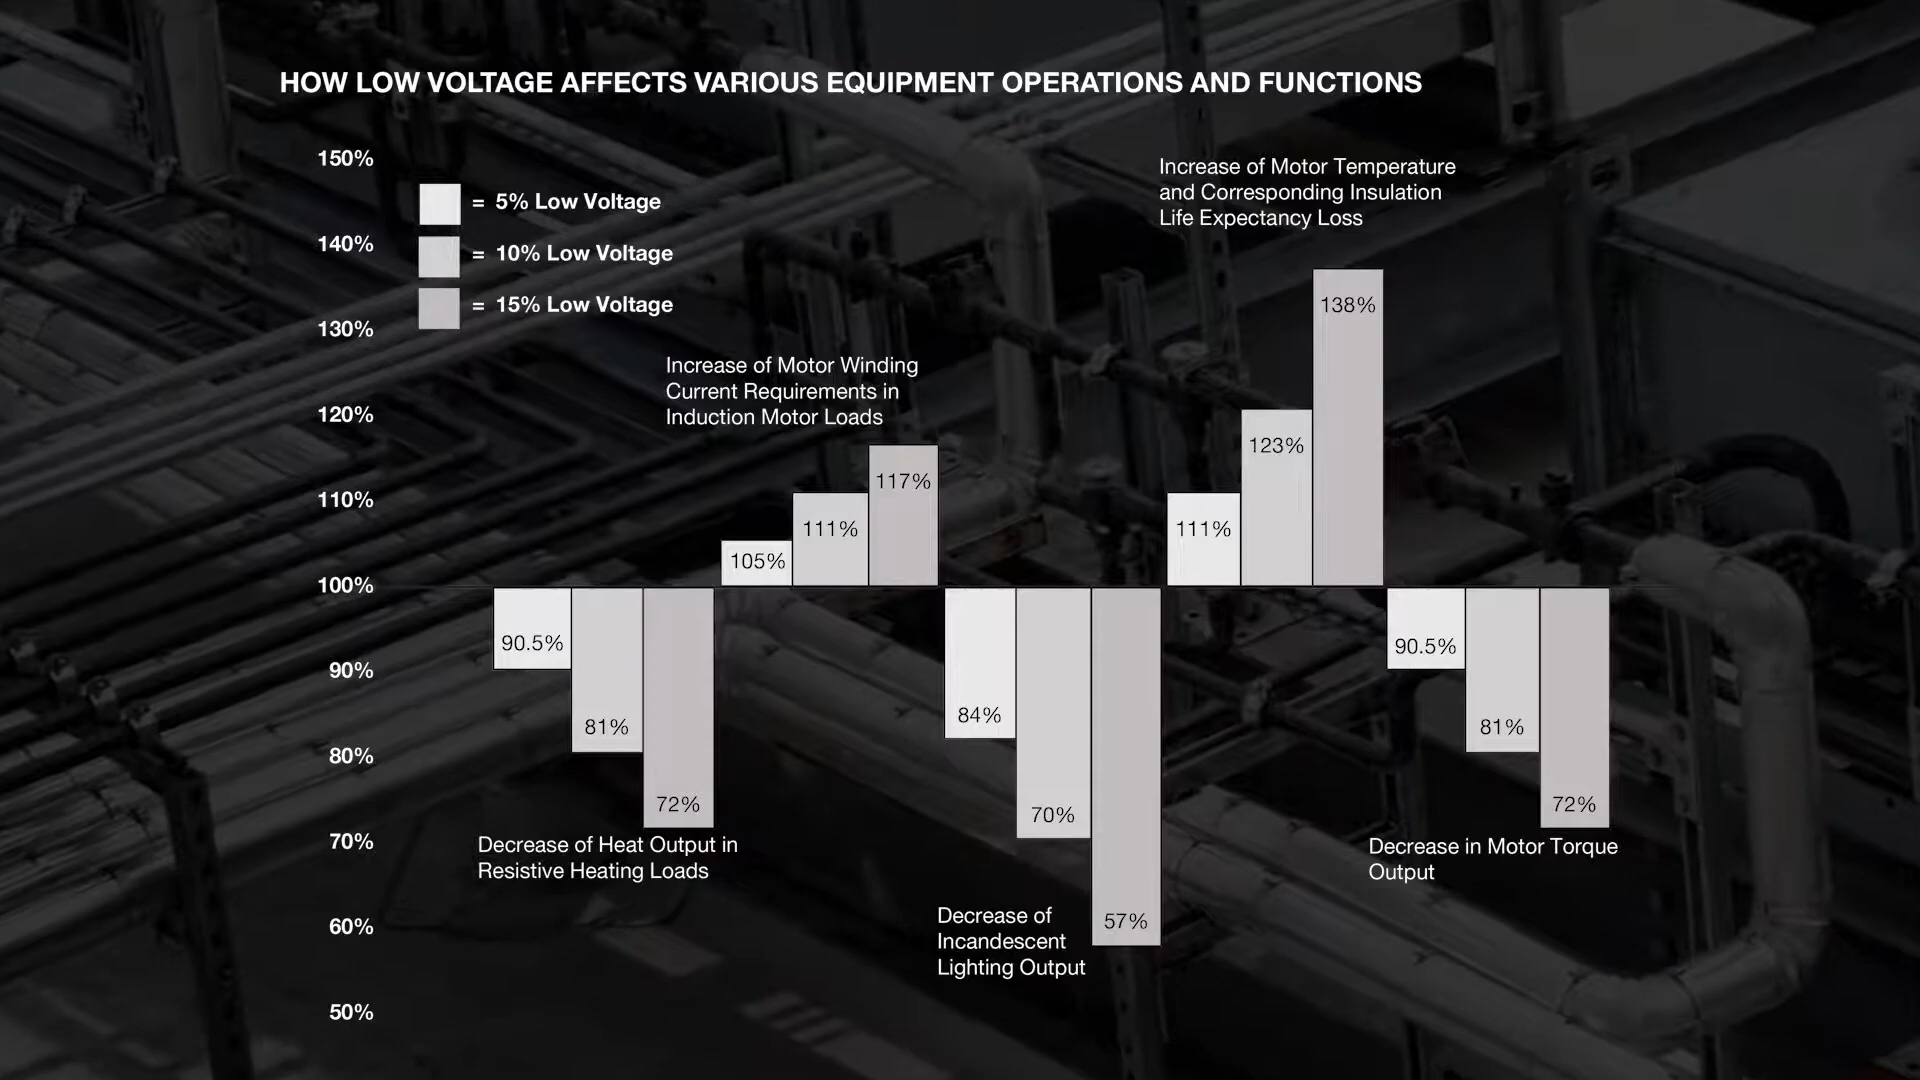 HOW LOW VOLTAGE AFFECTS VARIOUS EQUIPMENT OPERATIONS AND FUNCTIONS
150%
140%
130%
120%
110%
100%
90%
80%
70%
60%
50%
= 5% Low Voltage
= 10% Low Voltage
= 15% Low Voltage
90.5%
81%
72%
Decrease of Heat Output in
Resistive Heating Loads
Increase of Motor Winding
Current Requirements in
Induction Motor Loads
105%
111%
117%
84%
70%
57%
Decrease of
Incandescent
Lighting Output
Increase of Motor Temperature
and Corresponding Insulation
Life Expectancy Loss
111%
123%
138%
90.5%
81%
72%
Decrease in Motor Torque
Output